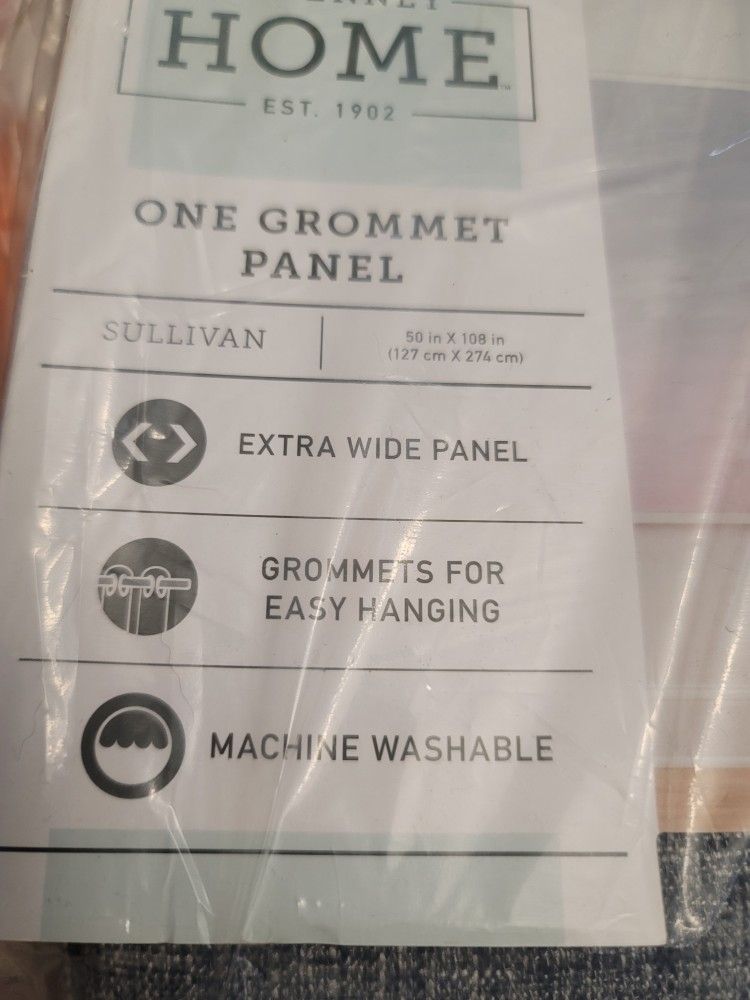 HOME™
EST. 1902
ONE GROMMET
PANEL
SULLIVAN
50 in X 108 in
(127 cm X 274 cm)
EXTRA WIDE PANEL
GROMMETS FOR
EASY HANGING
MACHINE WASHABLE